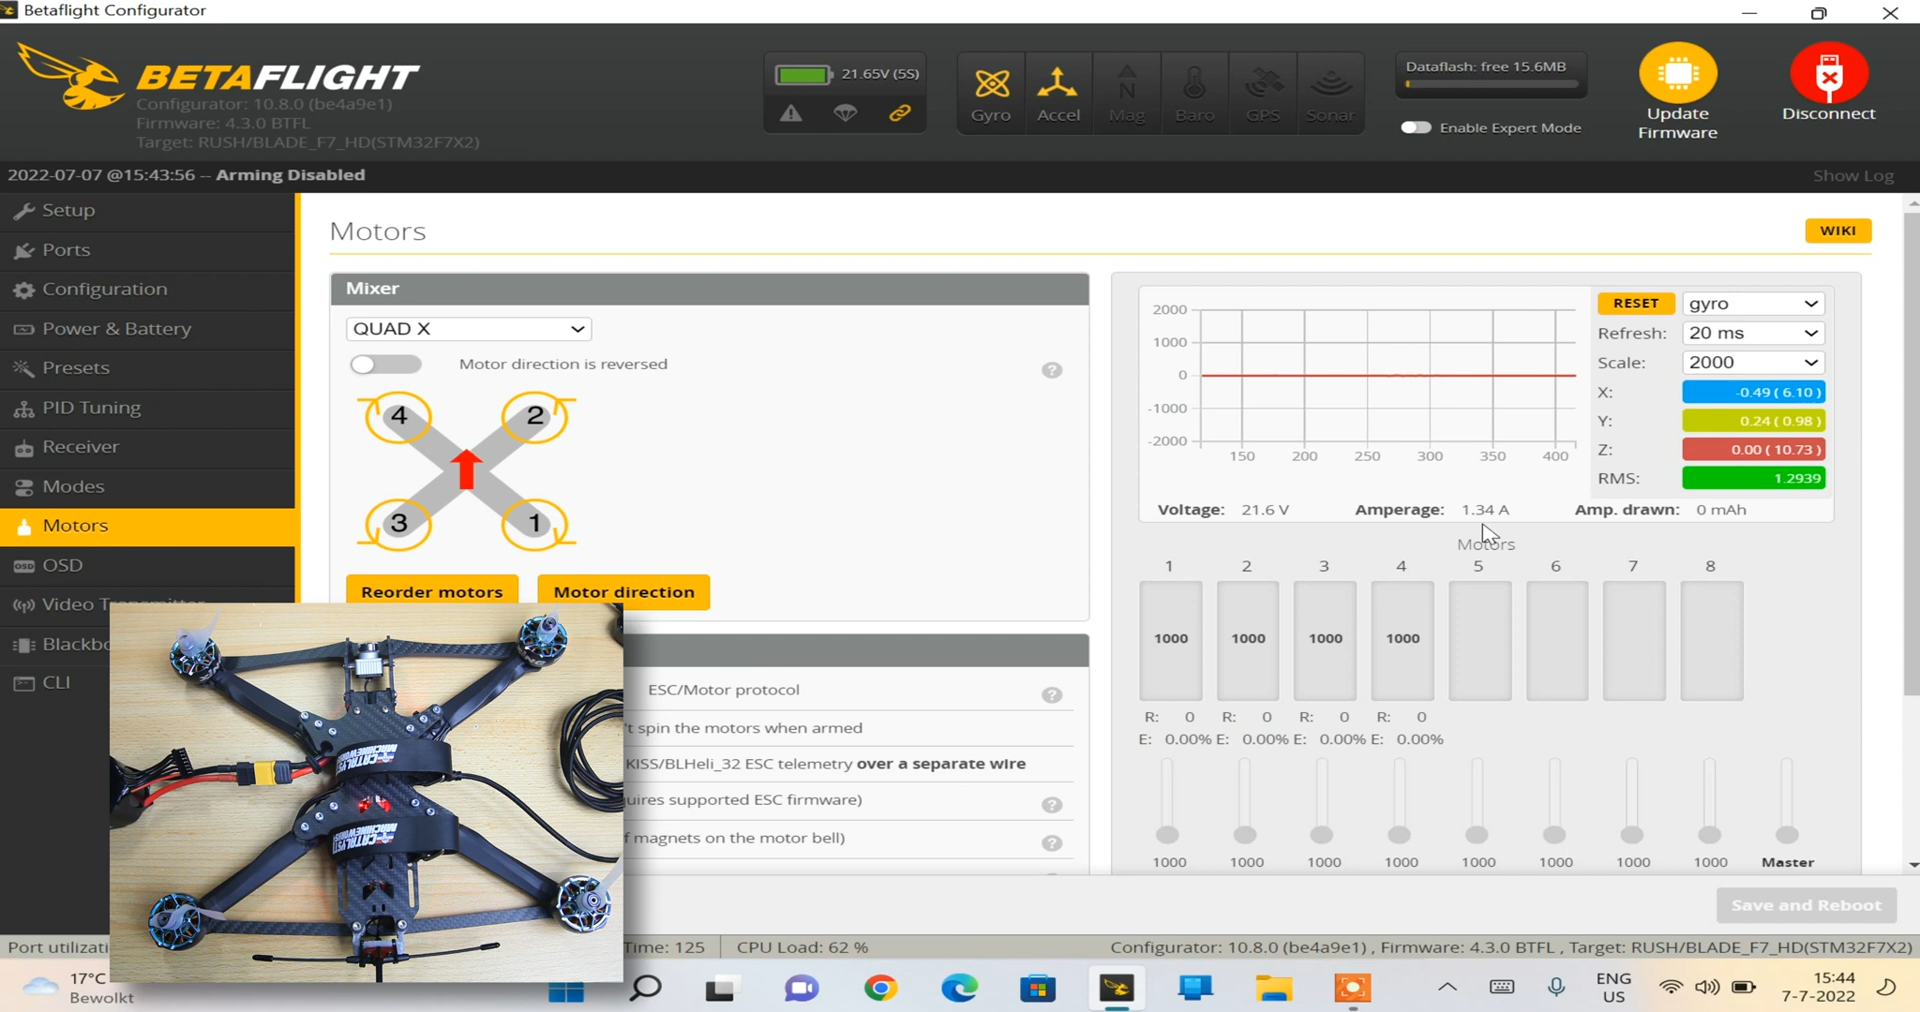 Betaflight Configurator
BETAFLIGHT
Configurator: 10.8.0 (be4a9e1)
Firmware: 4.3.0 BTFL
Target: RUSH/BLADE_F7_HD(STM32F7X2)
21.65V (5S)
Gyro
Accel
Mag
Baro
GPS
Sonar
Dataflash: free 15.6MB
Enable Expert Mode
Update
Firmware
Disconnect
2022-07-07 @15:43:56 -- Arming Disabled
Show Log
Setup
Ports
Configuration
Power & Battery
Presets
PID Tuning
Receiver
Modes
Motors
OSD
Video Transmitter
Blackbo
CLI
Motors
WIKI
Mixer
QUAD X
Motor direction is reversed
?
4
2
3
1
Reorder motors
Motor direction
ESC/Motor protocol
?
't spin the motors when armed
KISS/BLHeli_32 ESC telemetry over a separate wire
uires supported ESC firmware)
?
f magnets on the motor bell)
?
2000
1000
0
-1000
-2000
150 200 250 300 350 400
RESET
gyro
Refresh: 20 ms
Scale: 2000
X: -0.49 ( 6.10 )
Y: 0.24 ( 0.98 )
Z: 0.00 ( 10.73 )
RMS: 1.2939
Voltage: 21.6 V
Amperage: 1.34 A
Amp. drawn: 0 mAh
Motors
1 2 3 4 5 6 7 8
1000 1000 1000 1000
R: 0 R: 0 R: 0 R: 0
E: 0.00% E: 0.00% E: 0.00% E: 0.00%
1000 1000 1000 1000 1000 1000 1000 1000 Master
Save and Reboot
CATALYST
MACHINEWORKS
CATALYST
MACHINEWORKS
Port utilizati
Time: 125
CPU Load: 62 %
Configurator: 10.8.0 (be4a9e1) , Firmware: 4.3.0 BTFL , Target: RUSH/BLADE_F7_HD(STM32F7X2)
17°C
Bewolkt
ENG
US
15:44
7-7-2022